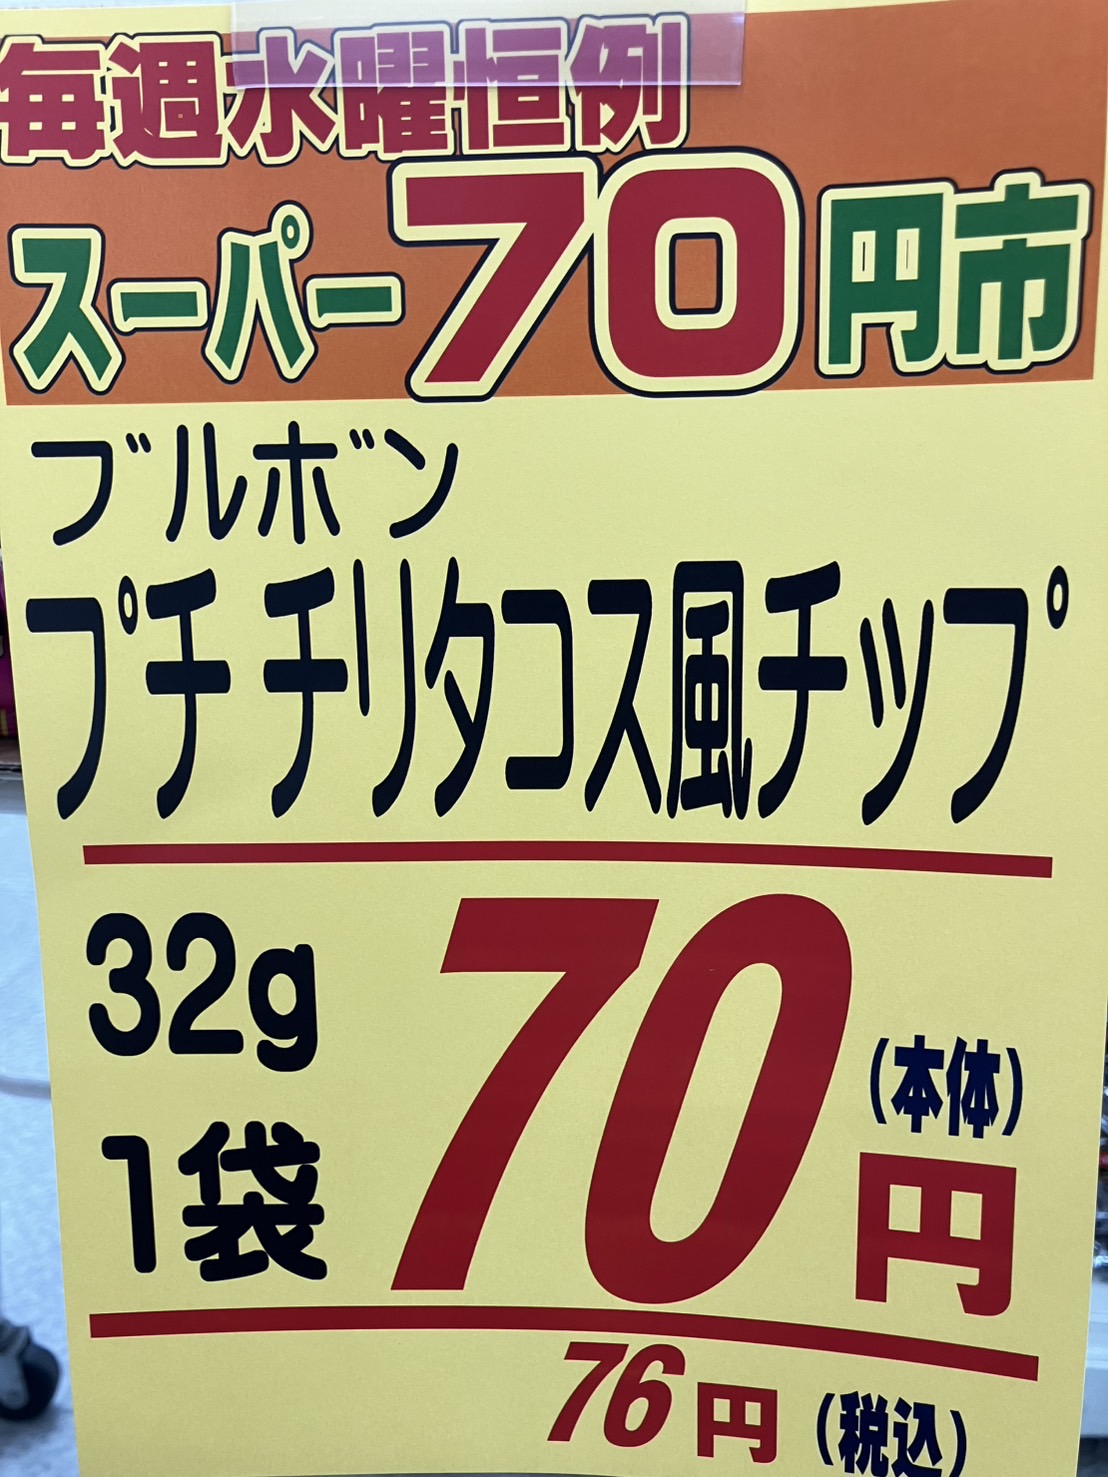 毎週水曜恒例
スーパー70円市
ブルボン
プチチリタコス風チップ
32g
1袋
70円
(本体)
76円(税込)